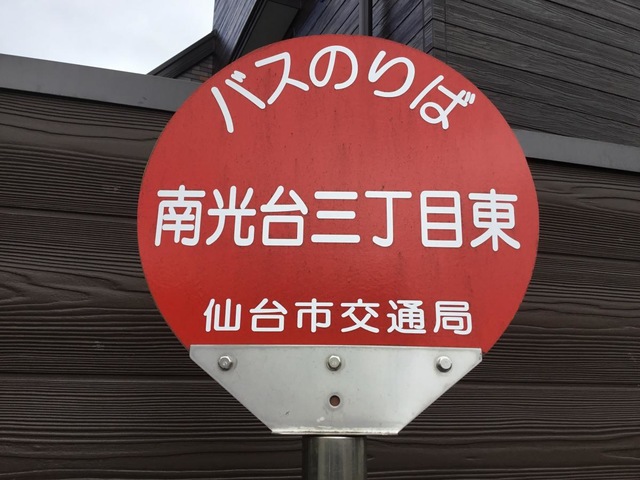 バスのりば
南光台三丁目東
仙台市交通局